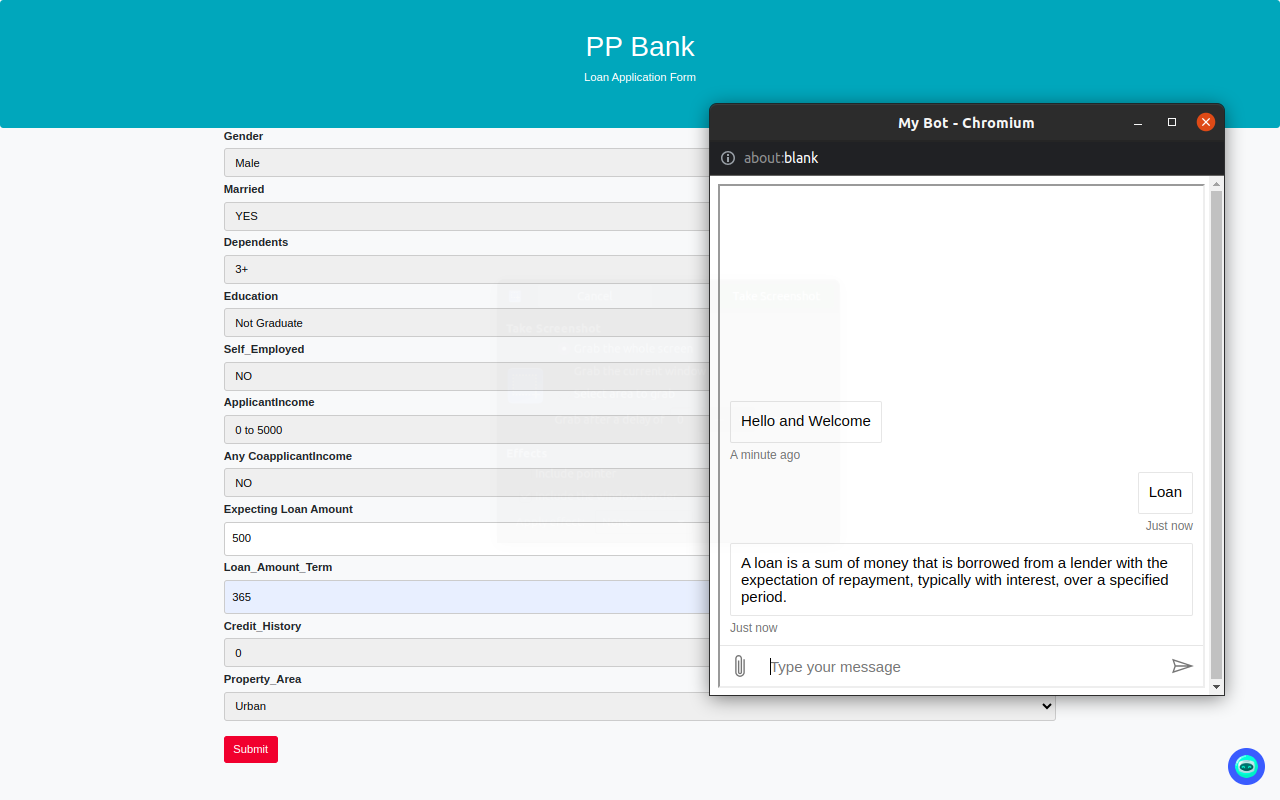 PP Bank
Loan Application Form
Gender
Male
Married
YES
Dependents
3+
Education
Not Graduate
Self_Employed
NO
ApplicantIncome
0 to 5000
Any CoapplicantIncome
NO
Expecting Loan Amount
500
Loan_Amount_Term
365
Credit_History
0
Property_Area
Urban
Submit
My Bot - Chromium
about:blank
Hello and Welcome
A minute ago
Loan
Just now
A loan is a sum of money that is borrowed from a lender with the
expectation of repayment, typically with interest, over a specified
period.
Just now
Type your message